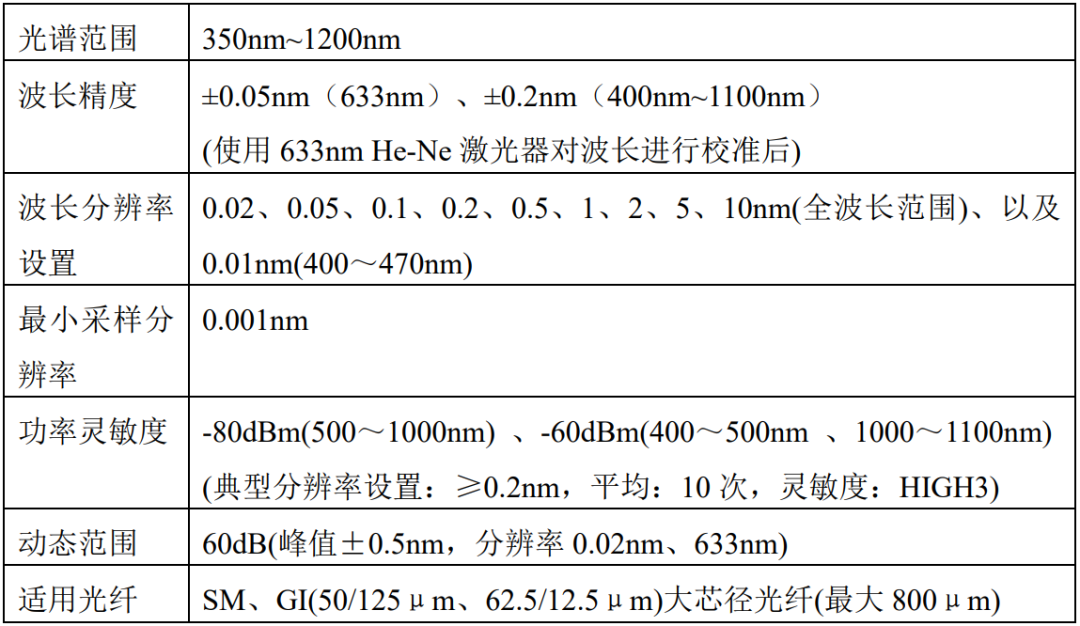 光谱范围 350nm~1200nm
波长精度 ±0.05nm（633nm）、±0.2nm（400nm~1100nm）
(使用 633nm He-Ne 激光器对波长进行校准后)
波长分辨率 0.02、0.05、0.1、0.2、0.5、1、2、5、10nm(全波长范围)、以及
设置 0.01nm(400～470nm)
最小采样分 0.001nm
辨率
功率灵敏度 -80dBm(500～1000nm) 、-60dBm(400～500nm 、1000～1100nm)
(典型分辨率设置：≥0.2nm，平均：10 次，灵敏度：HIGH3)
动态范围 60dB(峰值±0.5nm，分辨率 0.02nm、633nm)
适用光纤 SM、GI(50/125μm、62.5/12.5μm)大芯径光纤(最大 800μm)